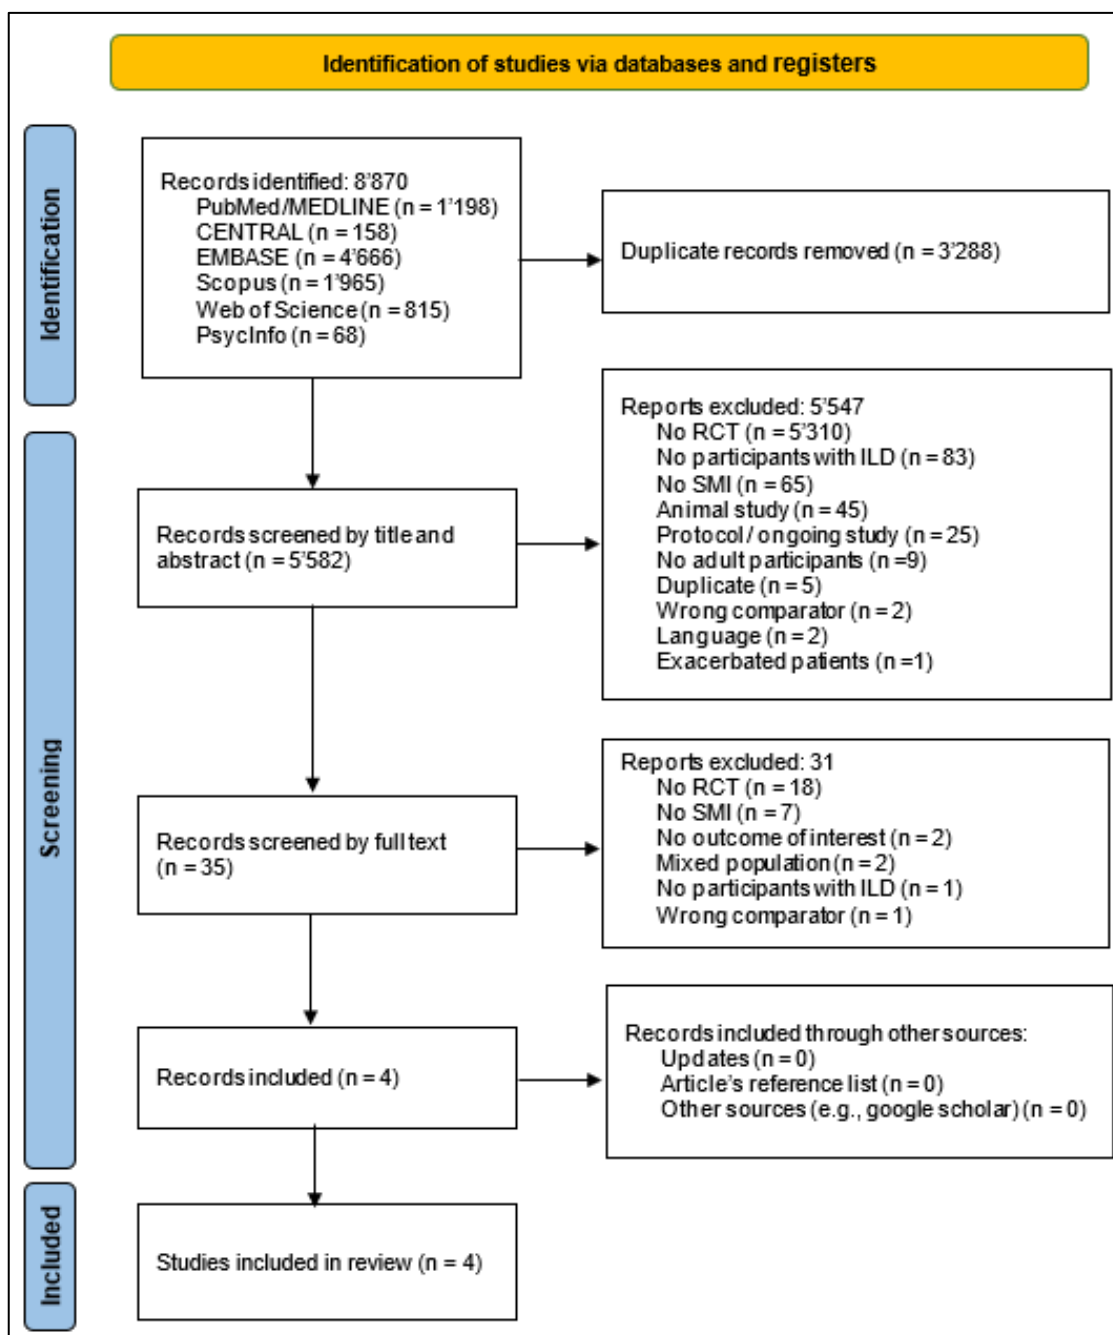 Identification of studies via databases and registers
Identification
Records identified: 8'870
PubMed/MEDLINE (n = 1'198)
CENTRAL (n = 158)
EMBASE (n = 4'666)
Scopus (n = 1'965)
Web of Science (n = 815)
PsycInfo (n = 68)
Duplicate records removed (n = 3'288)
Screening
Records screened by title and
abstract (n = 5'582)
Reports excluded: 5'547
No RCT (n = 5'310)
No participants with ILD (n = 83)
No SMI (n = 65)
Animal study (n = 45)
Protocol / ongoing study (n = 25)
No adult participants (n =9)
Duplicate (n = 5)
Wrong comparator (n = 2)
Language (n = 2)
Exacerbated patients (n =1)
Records screened by full text
(n = 35)
Reports excluded: 31
No RCT (n = 18)
No SMI (n = 7)
No outcome of interest (n = 2)
Mixed population (n = 2)
No participants with ILD (n = 1)
Wrong comparator (n = 1)
Records included (n = 4)
Records included through other sources:
Updates (n = 0)
Article's reference list (n = 0)
Other sources (e.g., google scholar) (n = 0)
Included
Studies included in review (n = 4)